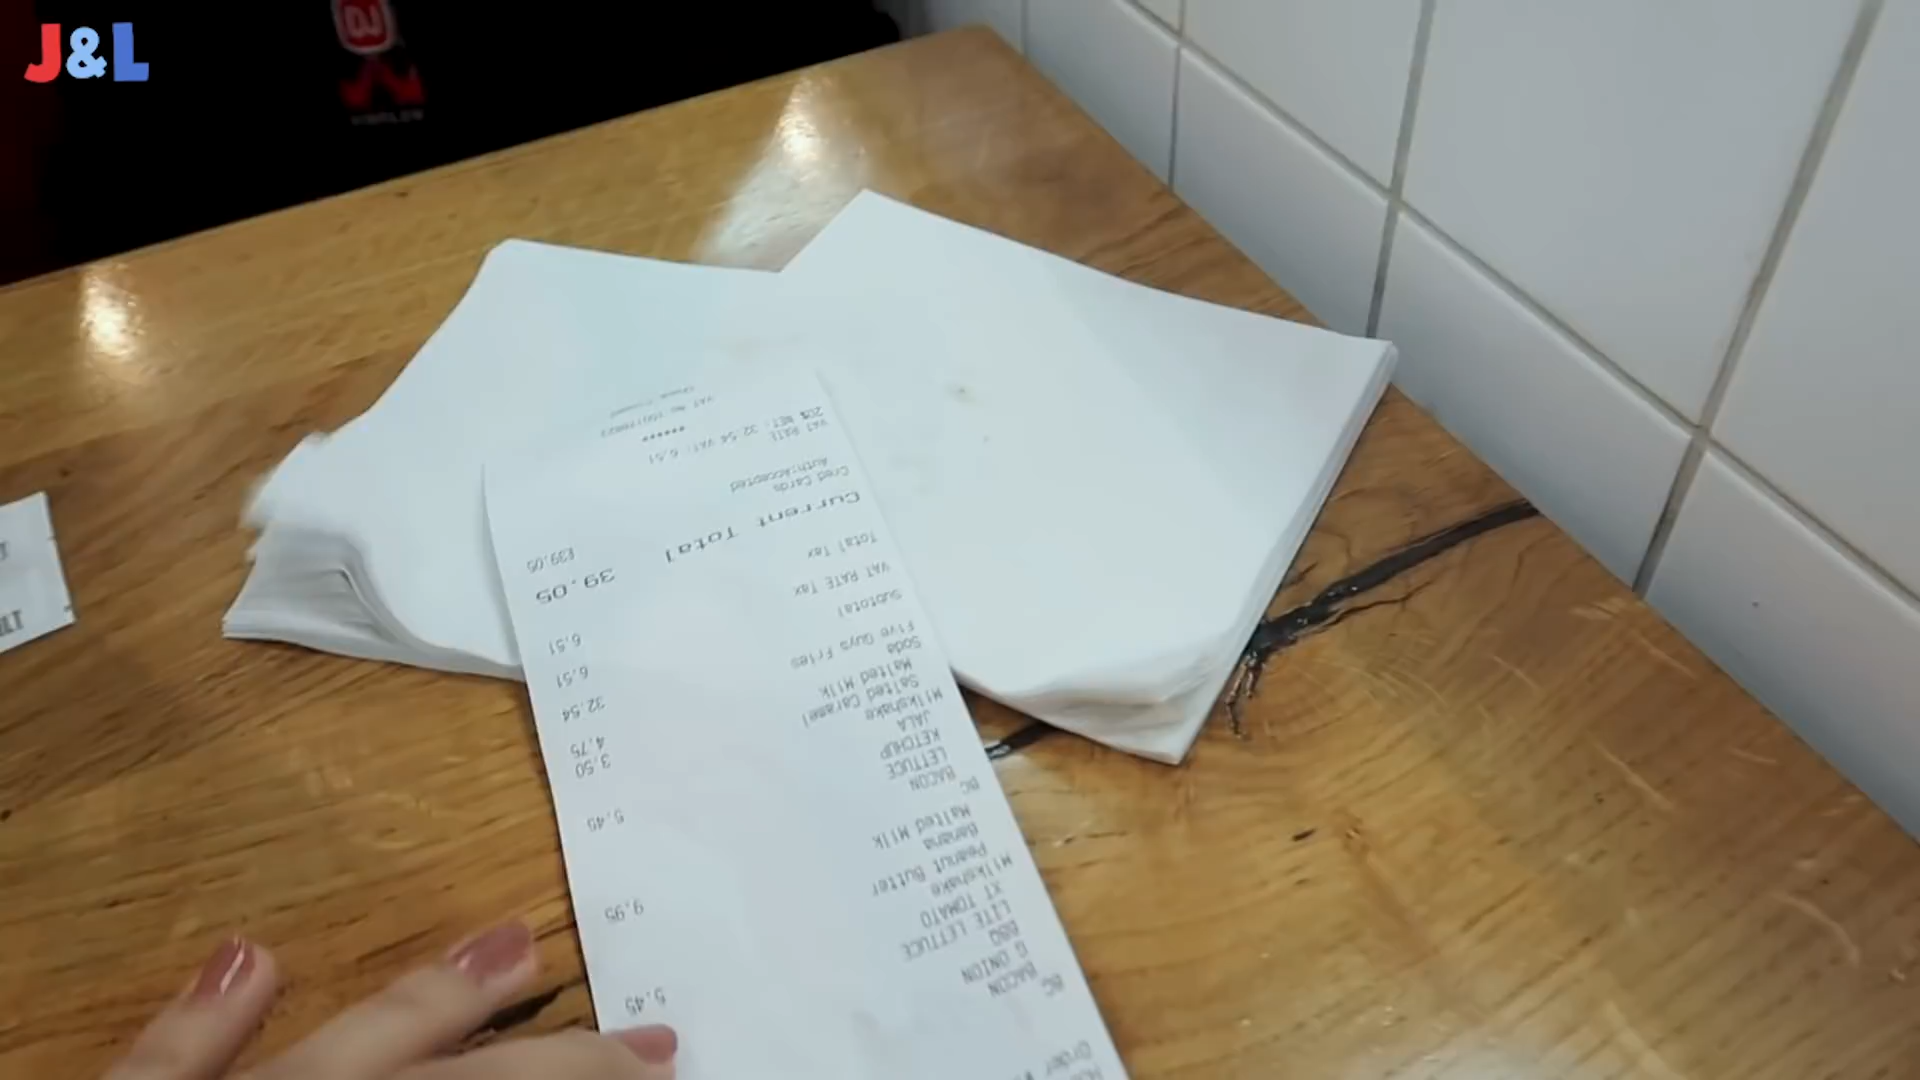 J&L
BC
BACON
G ONION
BBQ
LITE LETTUCE
XT TOMATO
Milkshake 5.45
Peanut Butter
Banana
Malted Milk
BC 9.95
BACON
LETTUCE
KETCHUP
JALA
Milkshake 5.45
Salted Caramel
Malted Milk
Soda 3.50
Five Guys Fries 4.75
Subtotal 32.54
VAT RATE Tax 6.51
Total Tax 6.51
Current Total 39.05
Cred Cards £39.05
Auth:Accepted
VAT RATE
20% NET: 32.54 VAT: 6.51
******
VAT No